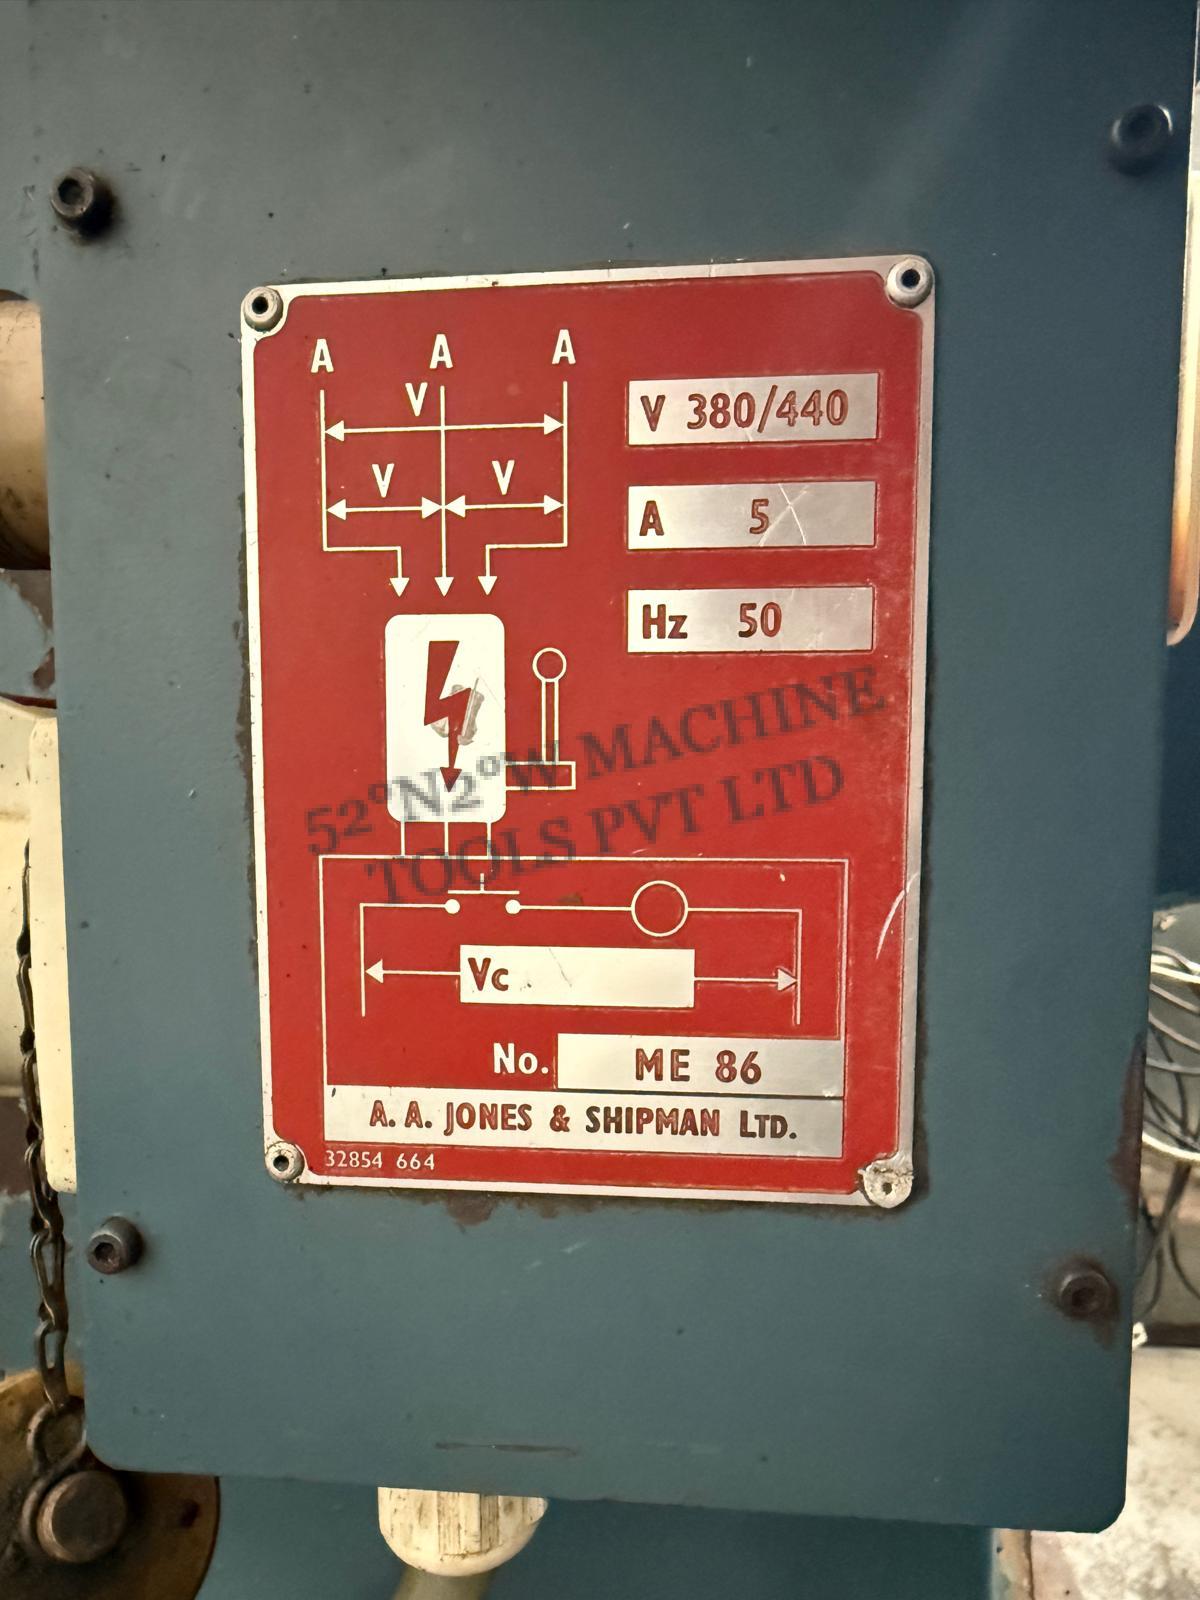 A A A
V
V V
V 380/440
A 5
Hz 50
52°N2°W MACHINE
TOOLS PVT LTD
Vc
No. ME 86
A. A. JONES & SHIPMAN LTD.
32854 664